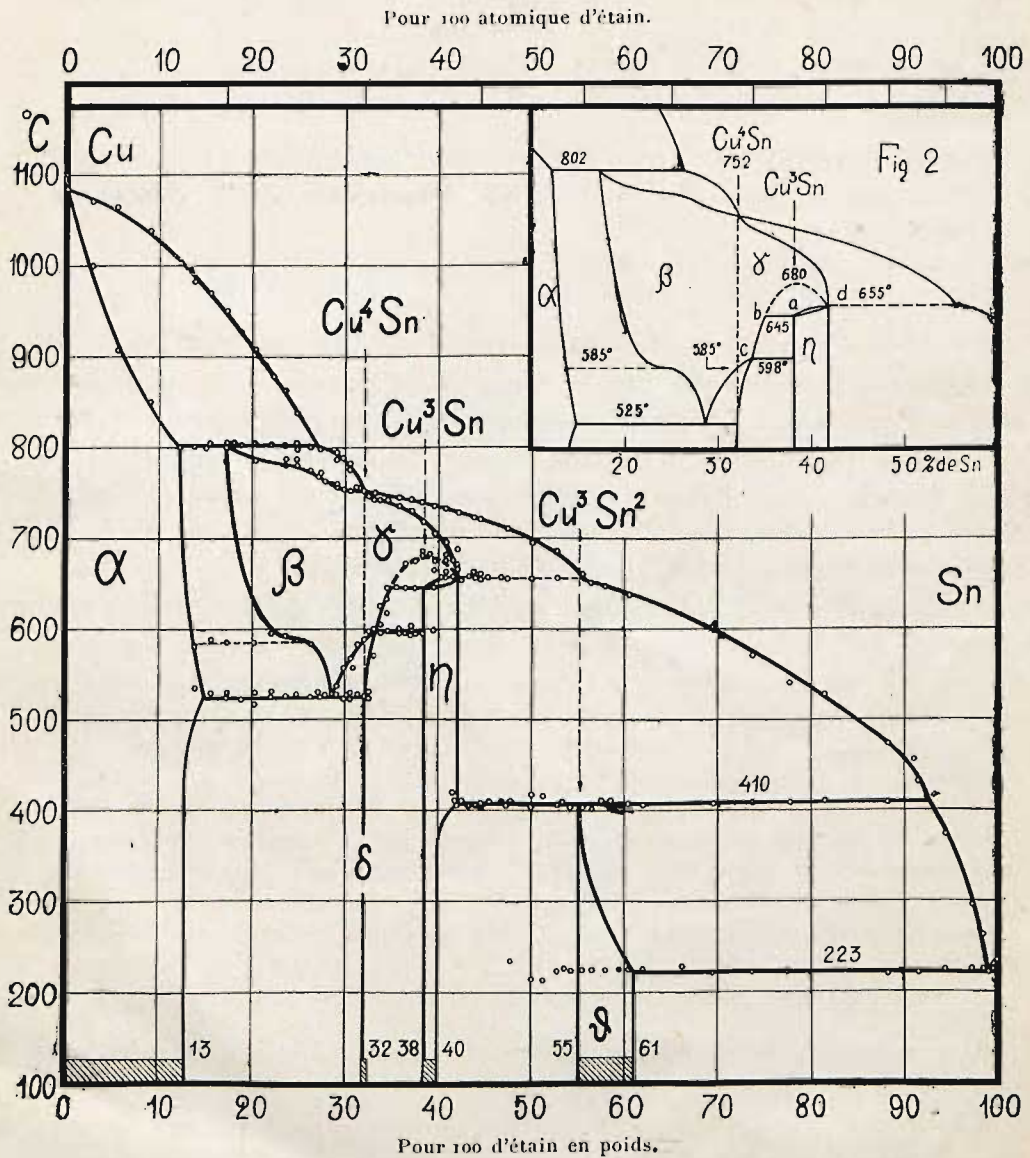 Pour 100 atomique d'étain.
0 10 20 30 40 50 60 70 80 90 100
°C
Cu
Cu⁴Sn
752
802
Fig 2
1100
Cu³Sn
β
γ
680
α
d 655°
1000
a
b
645
η
585°
585°
c
598°
Cu⁴Sn
900
525°
Cu³Sn
20 30 40 50 % de Sn
800
Cu³Sn²
700
γ
α
β
Sn
600
η
500
410
400
δ
300
223
200
ϑ
13 32 38 40 55 61
100
0 10 20 30 40 50 60 70 80 90 100
Pour 100 d'étain en poids.